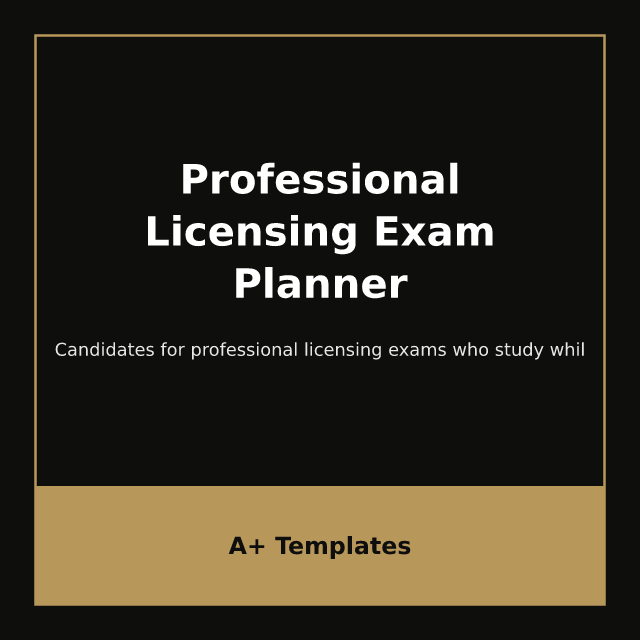 Professional
Licensing Exam
Planner
Candidates for professional licensing exams who study whil
A+ Templates